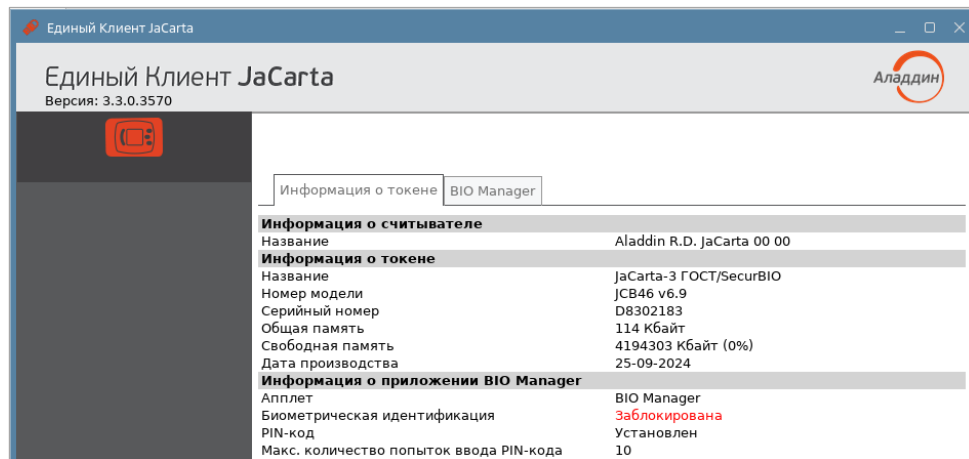 Единый Клиент JaCarta
Единый Клиент JaCarta
Версия: 3.3.0.3570
Аладдин
Информация о токене BIO Manager
Информация о считывателе
Название Aladdin R.D. JaCarta 00 00
Информация о токене
Название JaCarta-3 ГОСТ/SecurBIO
Номер модели JCB46 v6.9
Серийный номер D8302183
Общая память 114 Кбайт
Свободная память 4194303 Кбайт (0%)
Дата производства 25-09-2024
Информация о приложении BIO Manager
Апплет BIO Manager
Биометрическая идентификация Заблокирована
PIN-код Установлен
Макс. количество попыток ввода PIN-кода 10